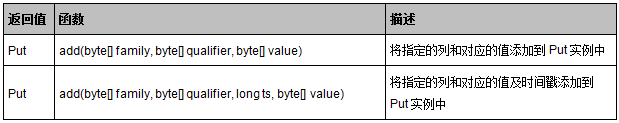 返回值 函数 描述
Put add(byte[] family, byte[] qualifier, byte[] value) 将指定的列和对应的值添加到 Put 实例中
Put add(byte[] family, byte[] qualifier, long ts, byte[] value) 将指定的列和对应的值及时间戳添加到
Put 实例中